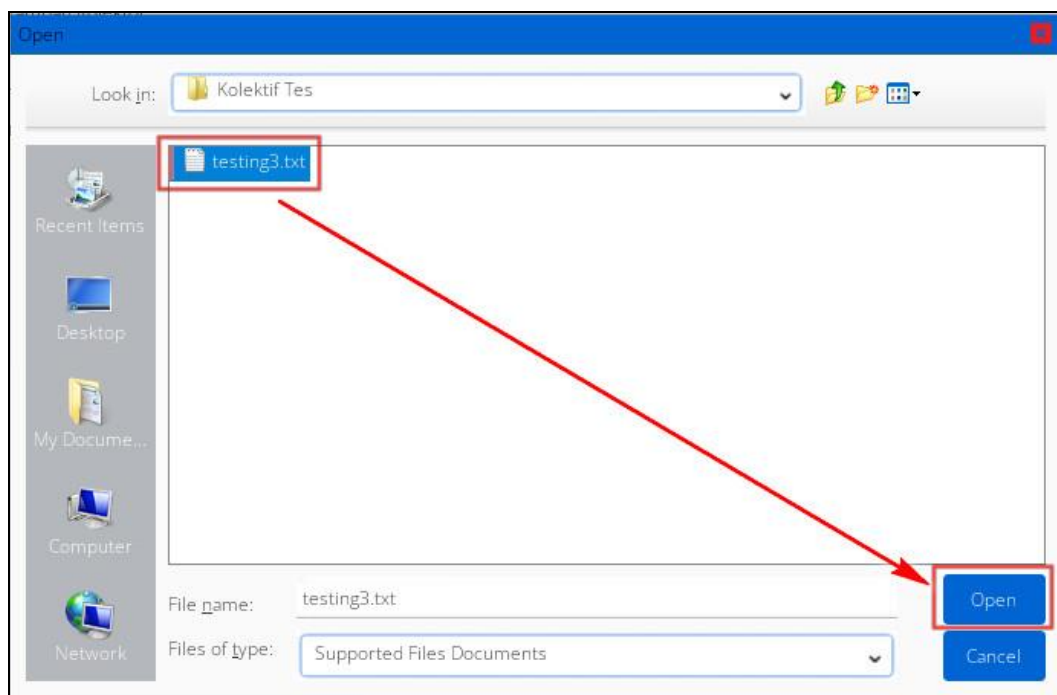 Open
Look in:
Kolektif Tes
testing3.txt
Recent Items
Desktop
My Docume...
Computer
Network
File name:
testing3.txt
Open
Files of type:
Supported Files Documents
Cancel